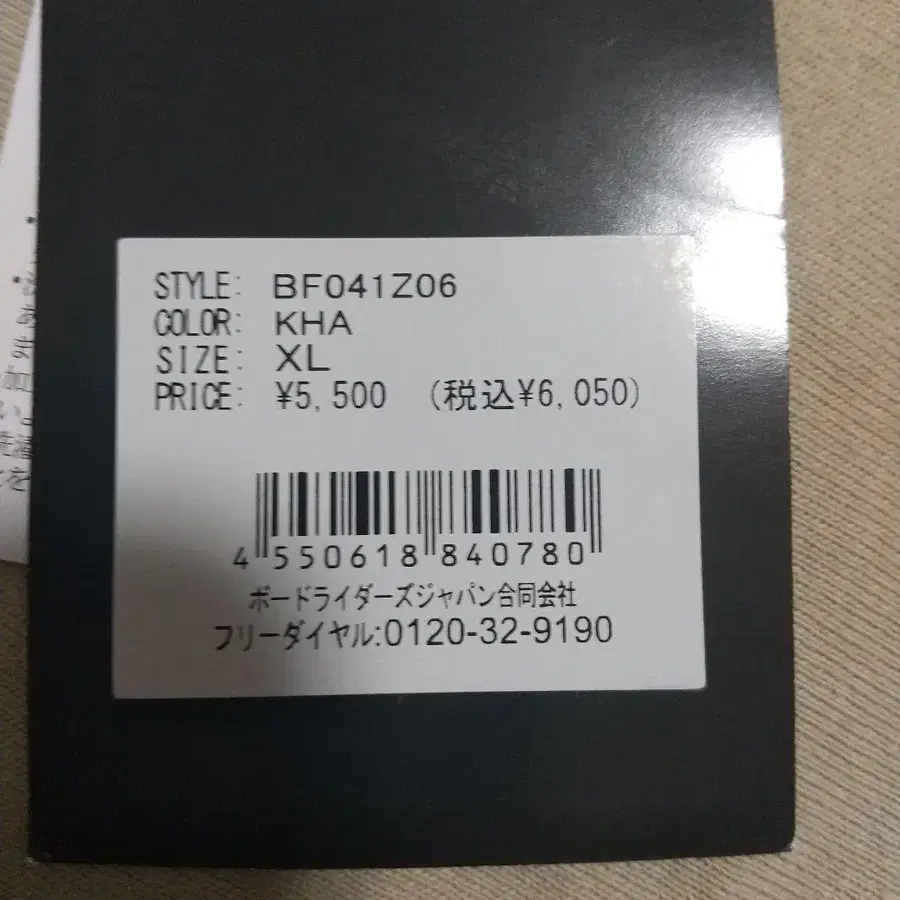 STYLE: BF041Z06
COLOR: KHA
SIZE: XL
PRICE: ¥5,500 (税込¥6,050)
4 550618 840780
ボードライダーズジャパン合同会社
フリーダイヤル:0120-32-9190